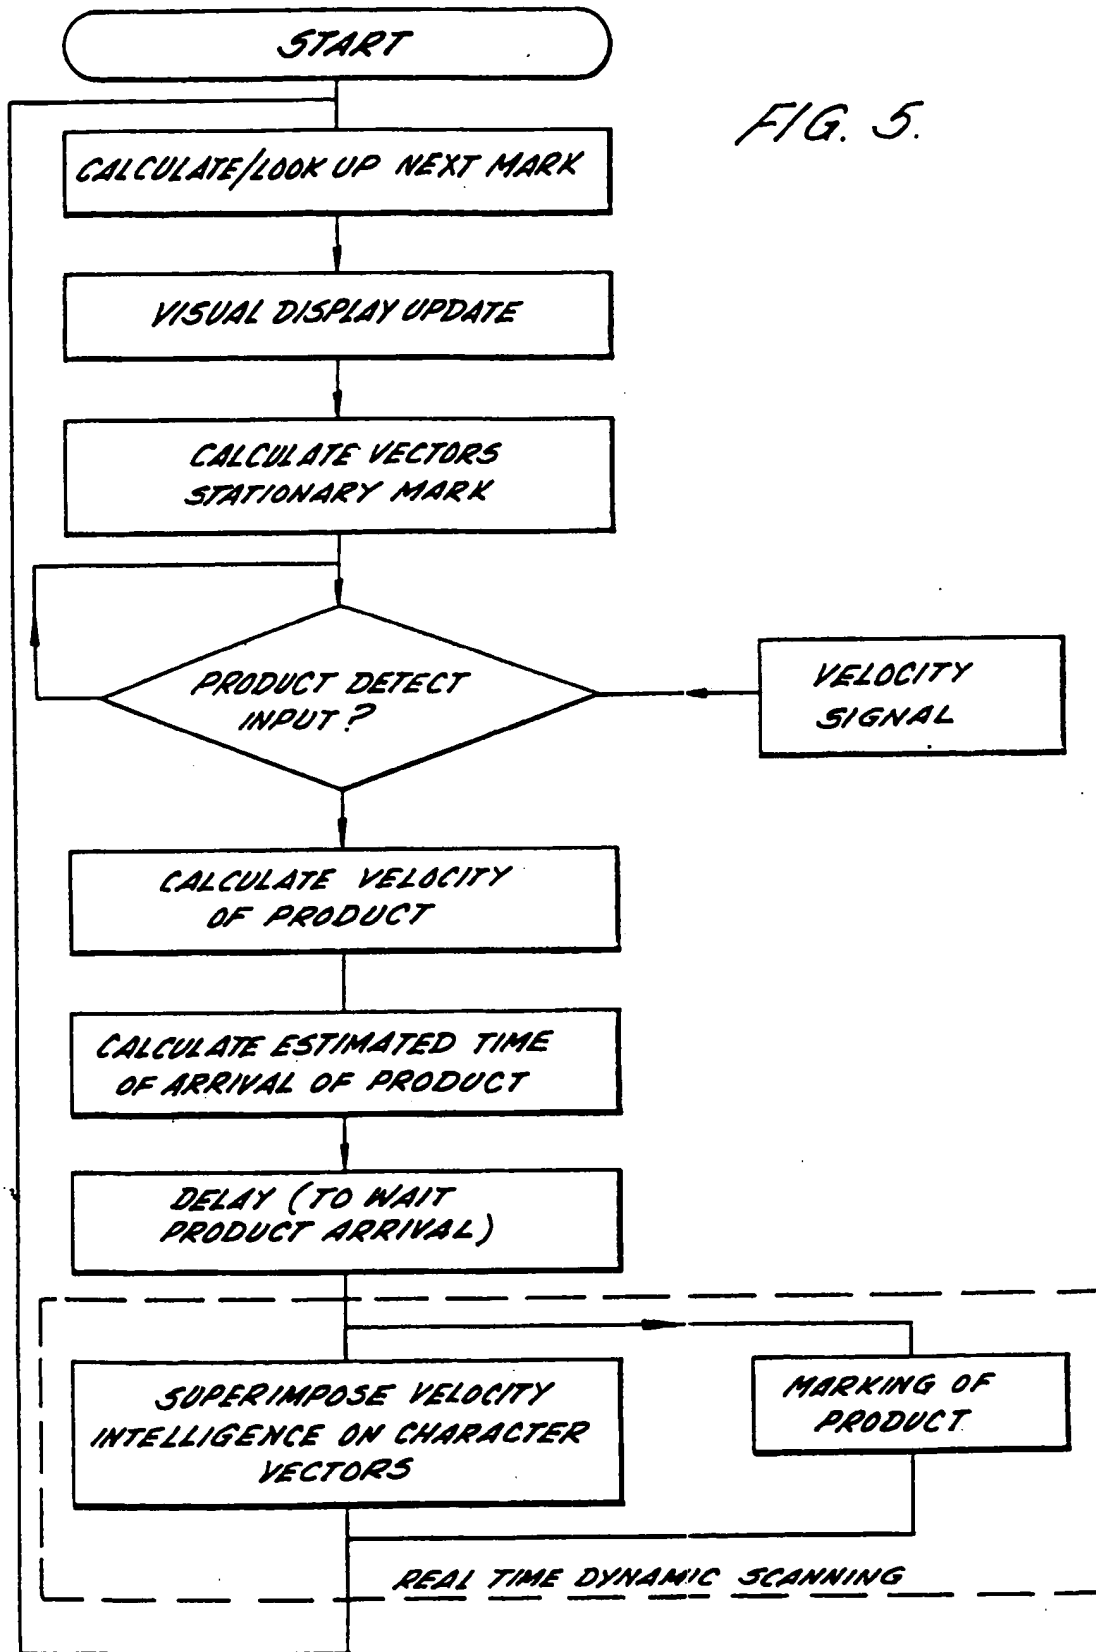 START
FIG. 5.
CALCULATE/LOOK UP NEXT MARK
VISUAL DISPLAY UPDATE
CALCULATE VECTORS
STATIONARY MARK
PRODUCT DETECT
INPUT?
VELOCITY
SIGNAL
CALCULATE VELOCITY
OF PRODUCT
CALCULATE ESTIMATED TIME
OF ARRIVAL OF PRODUCT
DELAY (TO WAIT
PRODUCT ARRIVAL)
SUPERIMPOSE VELOCITY
INTELLIGENCE ON CHARACTER
VECTORS
MARKING OF
PRODUCT
REAL TIME DYNAMIC SCANNING